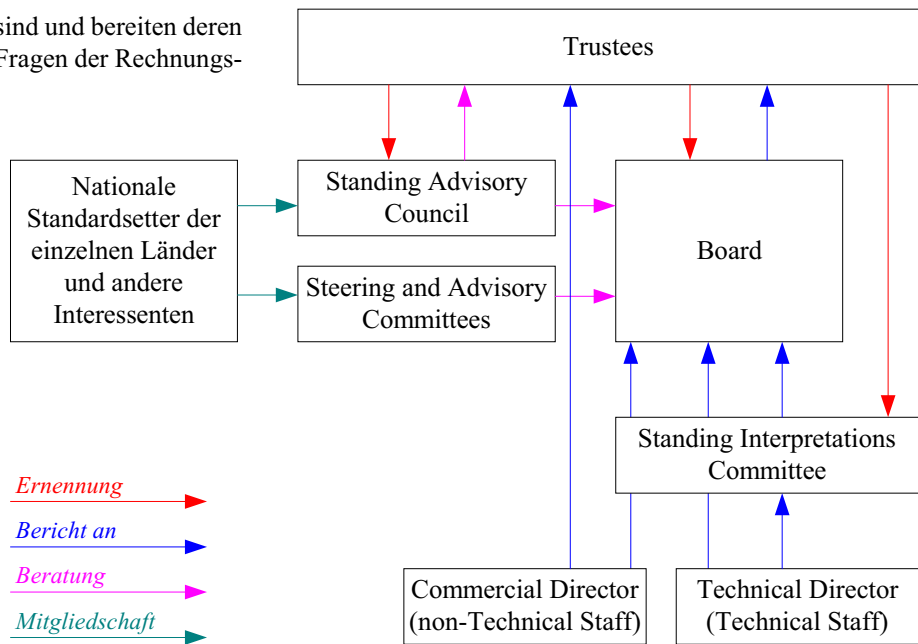 sind und bereiten deren
Fragen der Rechnungs-
Trustees
Nationale
Standardsetter der
einzelnen Länder
und andere
Interessenten
Standing Advisory
Council
Board
Steering and Advisory
Committees
Standing Interpretations
Committee
Ernennung
Bericht an
Beratung
Mitgliedschaft
Commercial Director
(non-Technical Staff)
Technical Director
(Technical Staff)